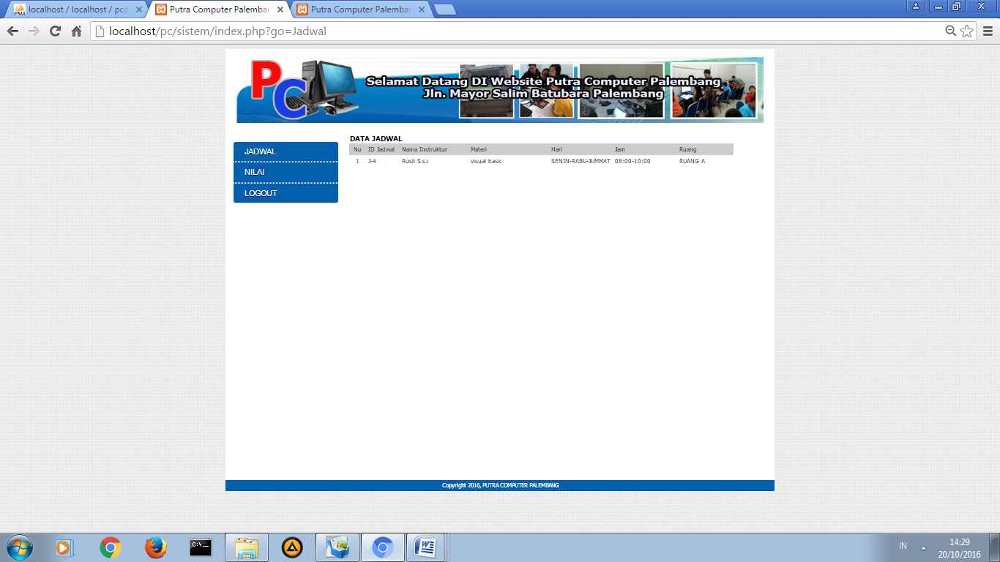 localhost / localhost / pcd
Putra Computer Palemban
Putra Computer Palemban
localhost/pc/sistem/index.php?go=Jadwal
PC
Selamat Datang DI Website Putra Computer Palembang
Jln. Mayor Salim Batubara Palembang
JADWAL
NILAI
LOGOUT
DATA JADWAL
No ID Jadwal Nama Instruktur Materi Hari Jam Ruang
1 J-4 Rusli S.s.i visual basic SENIN-RABU-JUMMAT 08:00-10:00 RUANG A
Copyright 2016, PUTRA COMPUTER PALEMBANG
IN
14:29
20/10/2016